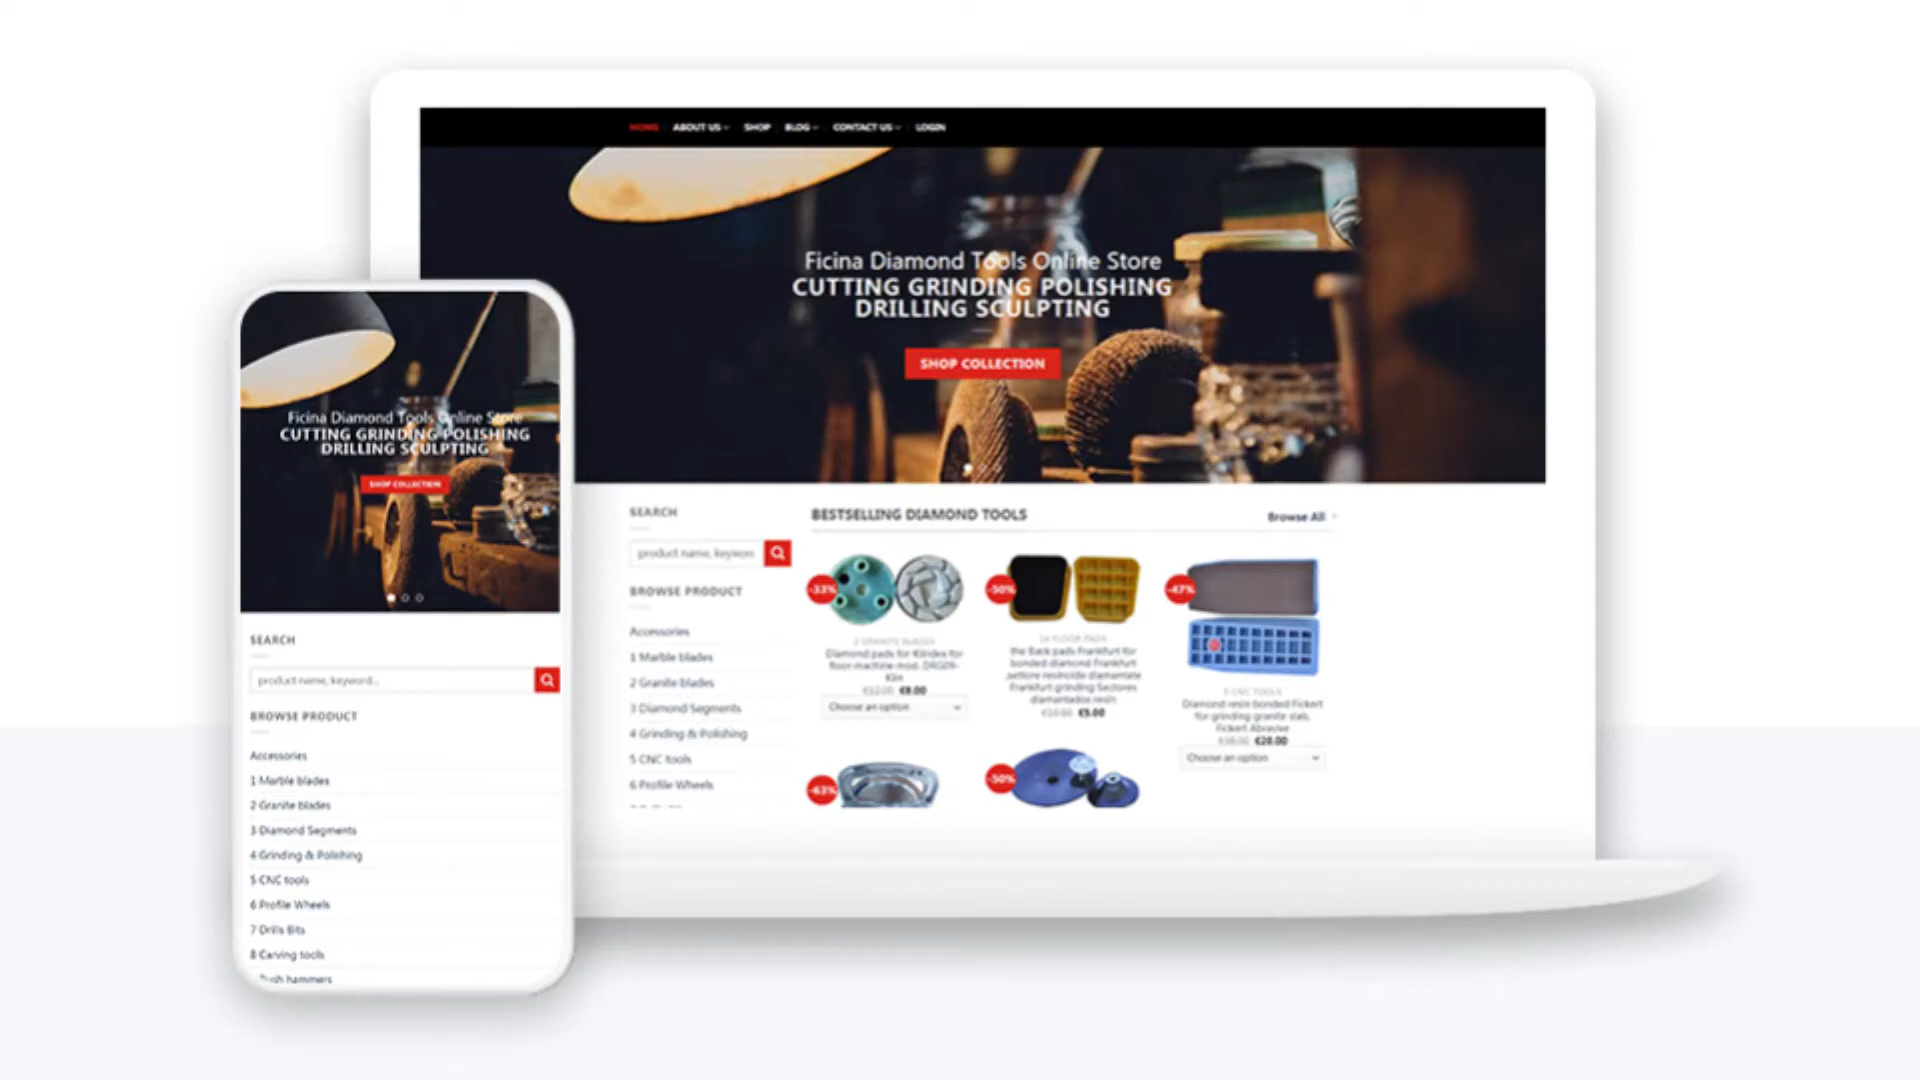 HOME ABOUT US SHOP BLOG CONTACT US LOGIN
Ficina Diamond Tools Online Store
CUTTING GRINDING POLISHING
DRILLING SCULPTING
SHOP COLLECTION
SEARCH
product name, keywon
BROWSE PRODUCT
Accessories
1 Marble blades
2 Granite blades
3 Diamond Segments
4 Grinding & Polishing
5 CNC tools
6 Profile Wheels
BESTSELLING DIAMOND TOOLS
Browse All
-33%
2 GRANITE BLADES
Diamond pads for Klindex for
floor machine mod. DRG09-
Klin
€12.00 €8.00
Choose an option
-50%
14 FLOOR PADS
the Back pads Frankfurt for
bonded diamond Frankfurt
,settore resinoide diamantate
Frankfurt grinding Sectores
diamantados resin
€10.00 €5.00
-47%
5 CNC TOOLS
Diamond resin bonded Fickert
for grinding granite slab,
Fickert Abrasive
€38.00 €20.00
Choose an option
-63%
-50%
Ficina Diamond Tools Online Store
CUTTING GRINDING POLISHING
DRILLING SCULPTING
SHOP COLLECTION
SEARCH
product name, keyword...
BROWSE PRODUCT
Accessories
1 Marble blades
2 Granite blades
3 Diamond Segments
4 Grinding & Polishing
5 CNC tools
6 Profile Wheels
7 Drills Bits
8 Carving tools
hammers